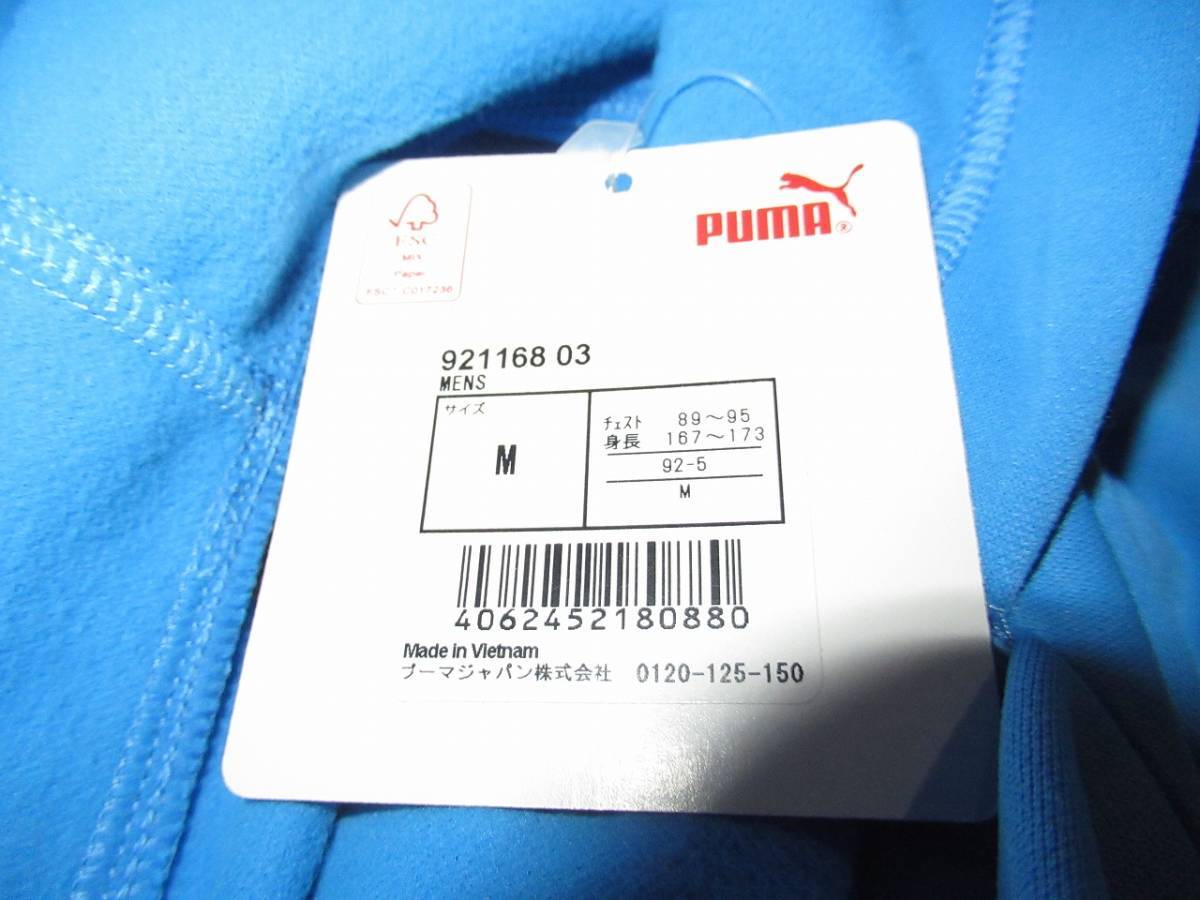 FSC
MIX
Paper
FSC® C017236
PUMA®
921168 03
MENS
サイズ
M
チェスト 89～95
身長 167～173
92-5
M
4062452180880
Made in Vietnam
プーマジャパン株式会社 0120-125-150